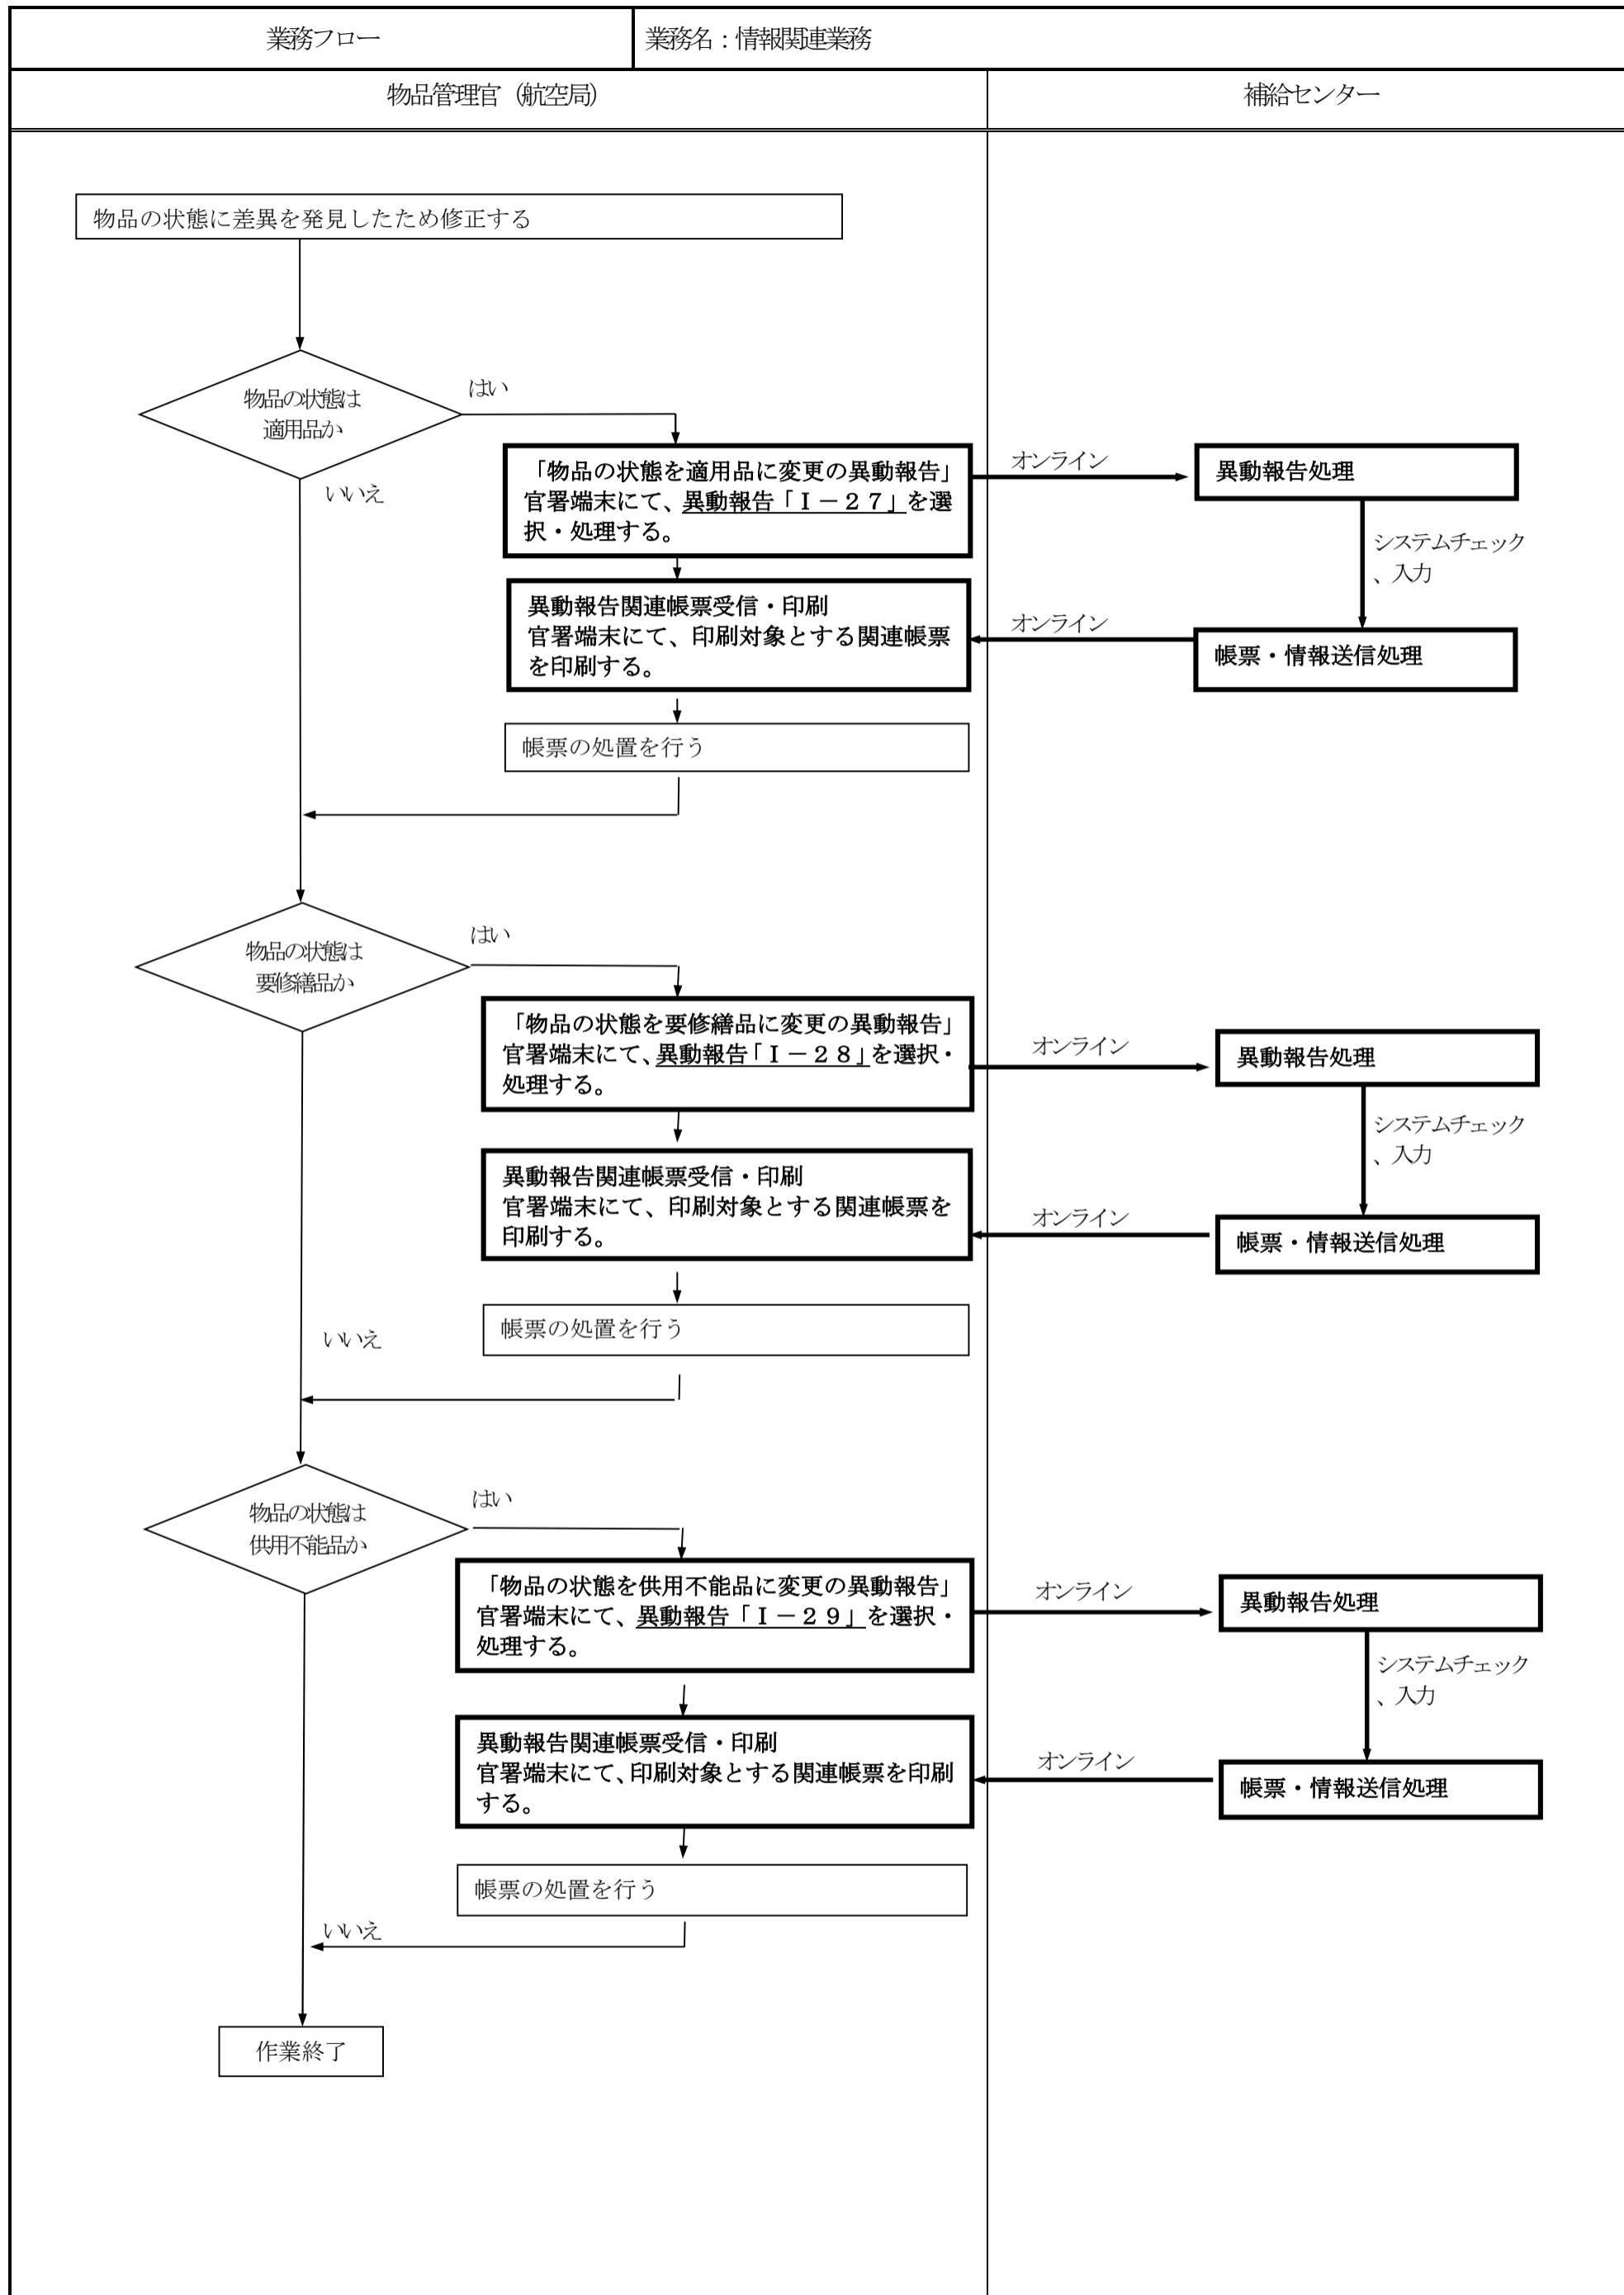 業務フロー
業務名：情報関連業務
物品管理官（航空局）
補給センター
物品の状態に差異を発見したため修正する
物品の状態は
適用品か
はい
いいえ
「物品の状態を適用品に変更の異動報告」
官署端末にて、異動報告「Ｉ－２７」を選
択・処理する。
オンライン
異動報告処理
システムチェック
、入力
異動報告関連帳票受信・印刷
官署端末にて、印刷対象とする関連帳票
を印刷する。
オンライン
帳票・情報送信処理
帳票の処置を行う
物品の状態は
要修繕品か
はい
「物品の状態を要修繕品に変更の異動報告」
官署端末にて、異動報告「Ｉ－２８」を選択・
処理する。
オンライン
異動報告処理
システムチェック
、入力
異動報告関連帳票受信・印刷
官署端末にて、印刷対象とする関連帳票を
印刷する。
オンライン
帳票・情報送信処理
帳票の処置を行う
いいえ
物品の状態は
供用不能品か
はい
「物品の状態を供用不能品に変更の異動報告」
官署端末にて、異動報告「Ｉ－２９」を選択・
処理する。
オンライン
異動報告処理
システムチェック
、入力
異動報告関連帳票受信・印刷
官署端末にて、印刷対象とする関連帳票を印刷
する。
オンライン
帳票・情報送信処理
帳票の処置を行う
いいえ
作業終了